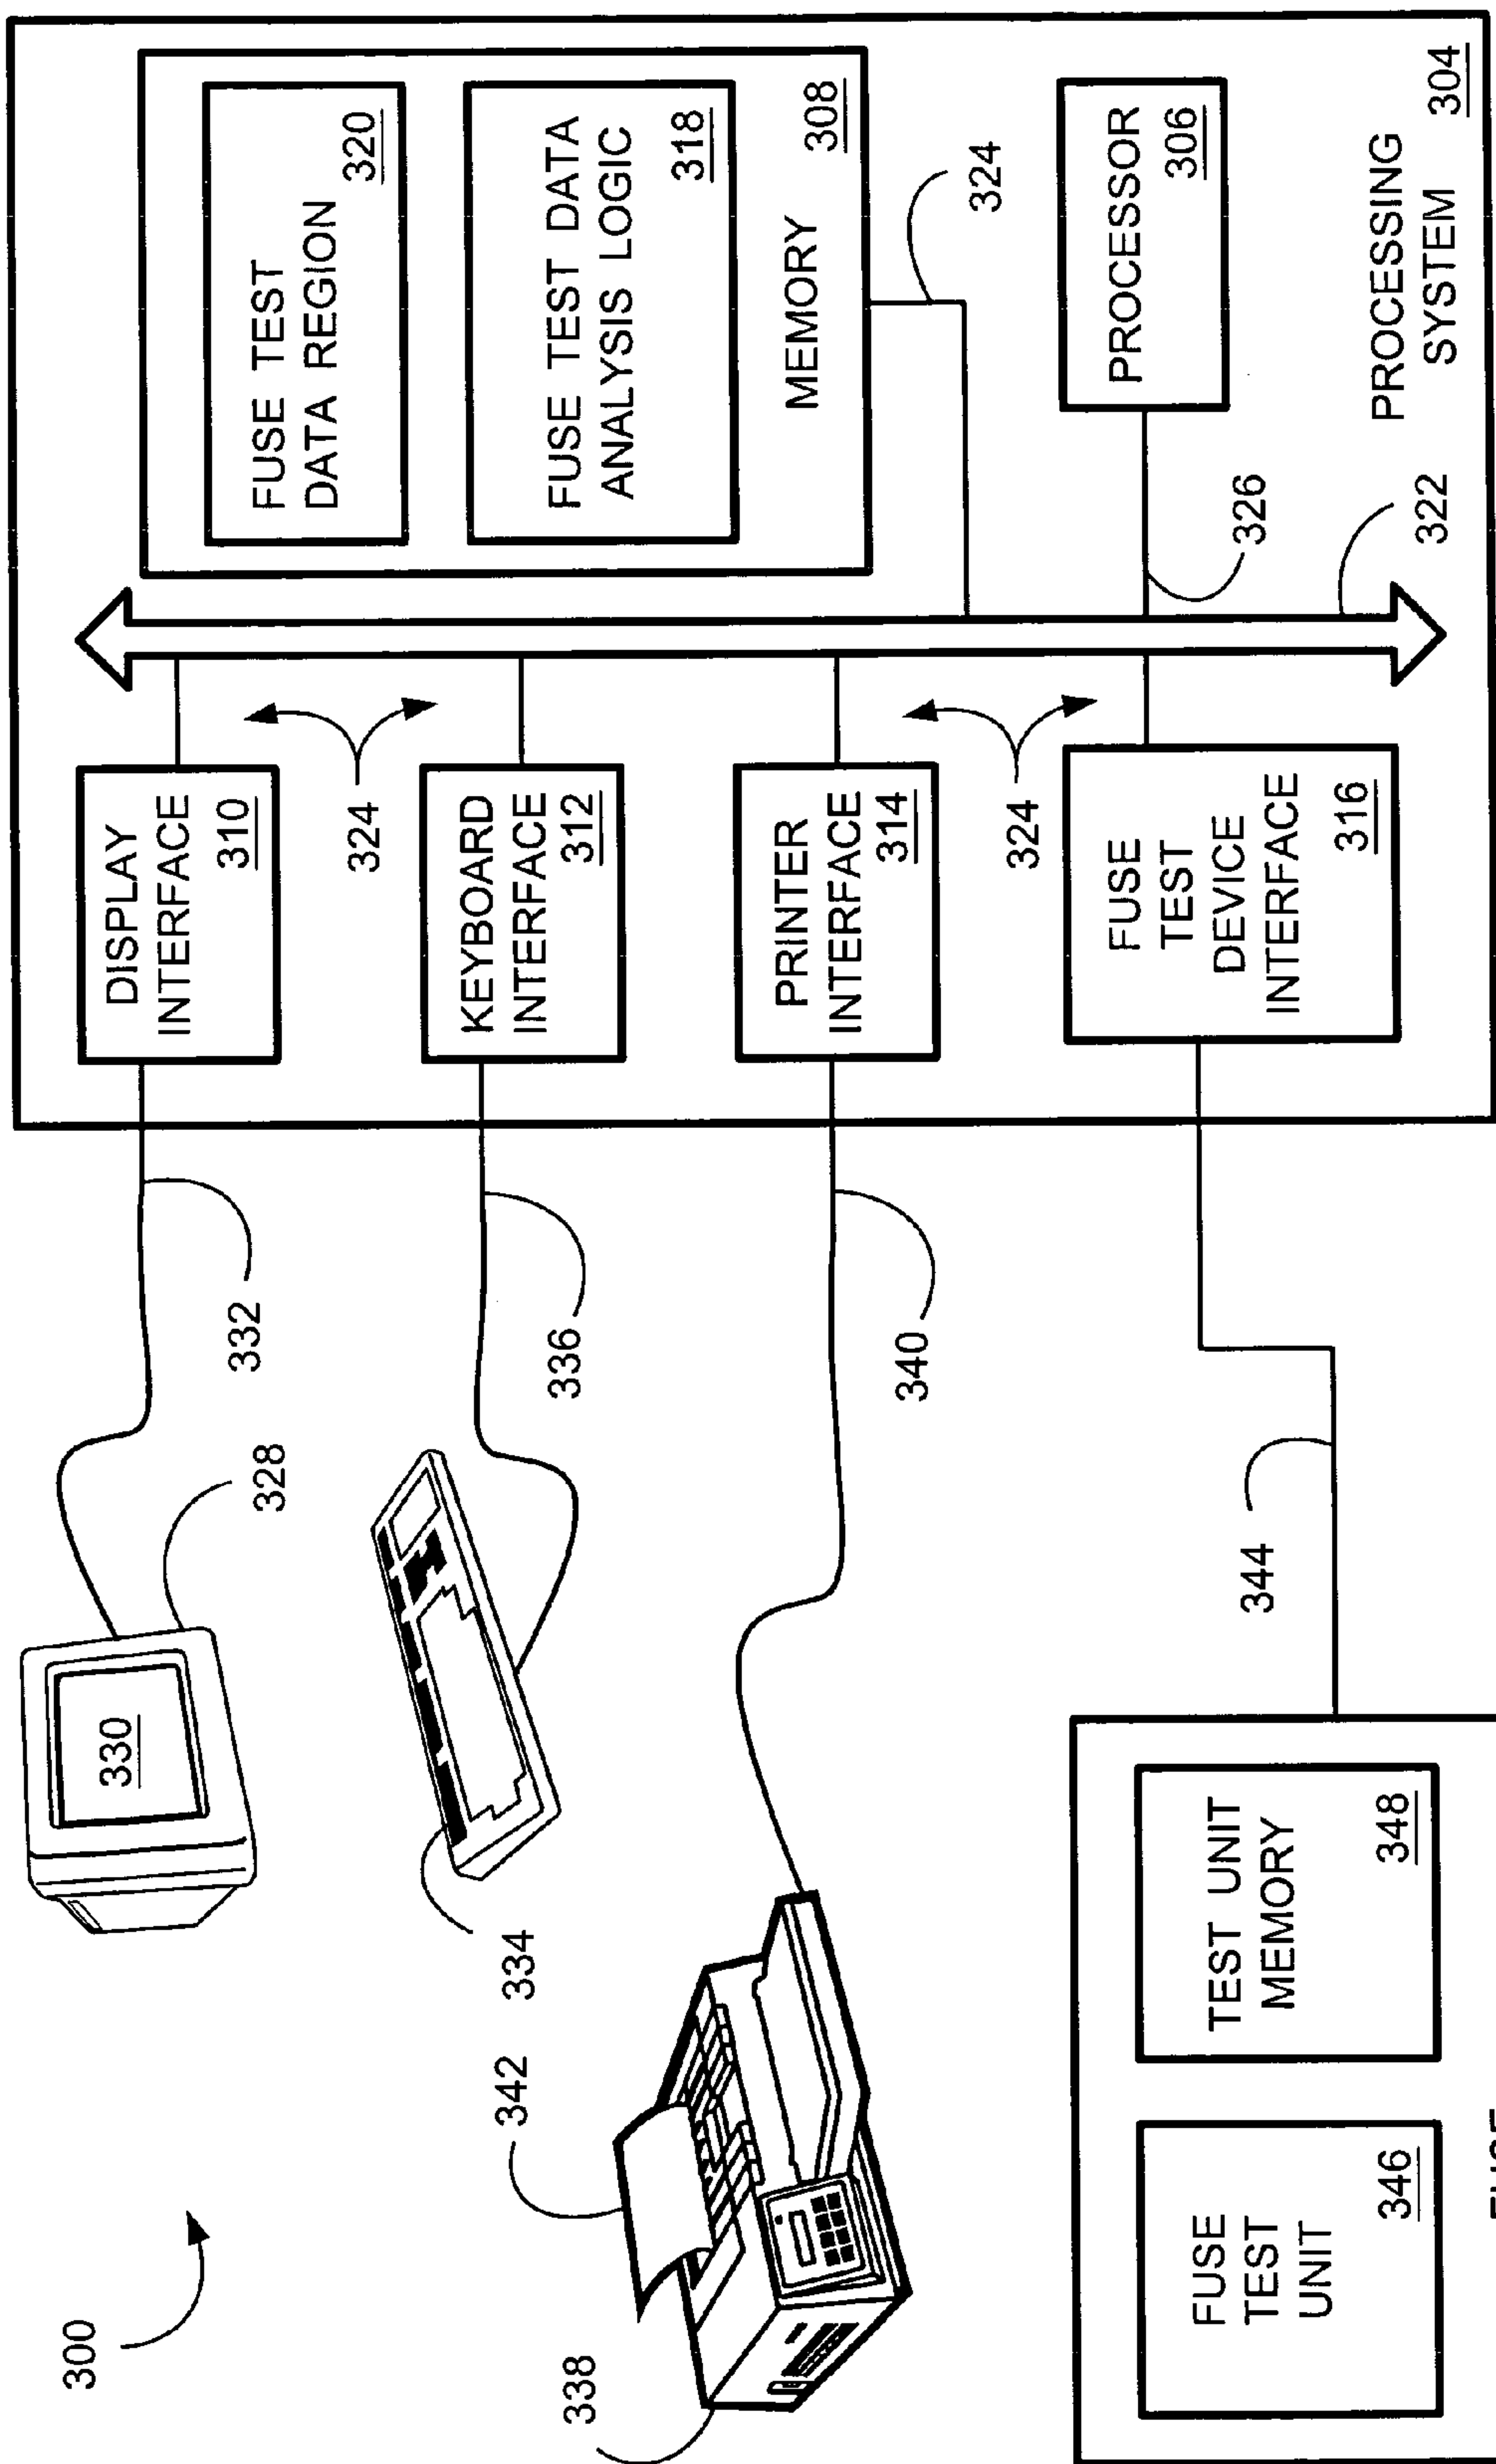 300
330
328
332
334
336
342
338
340
344
FUSE
TEST
UNIT
346
TEST UNIT
MEMORY
348
DISPLAY
INTERFACE
310
324
KEYBOARD
INTERFACE
312
PRINTER
INTERFACE
314
324
FUSE
TEST
DEVICE
INTERFACE
316
FUSE TEST
DATA REGION
320
FUSE TEST DATA
ANALYSIS LOGIC
318
MEMORY
308
324
PROCESSOR
306
326
322
PROCESSING
SYSTEM
304